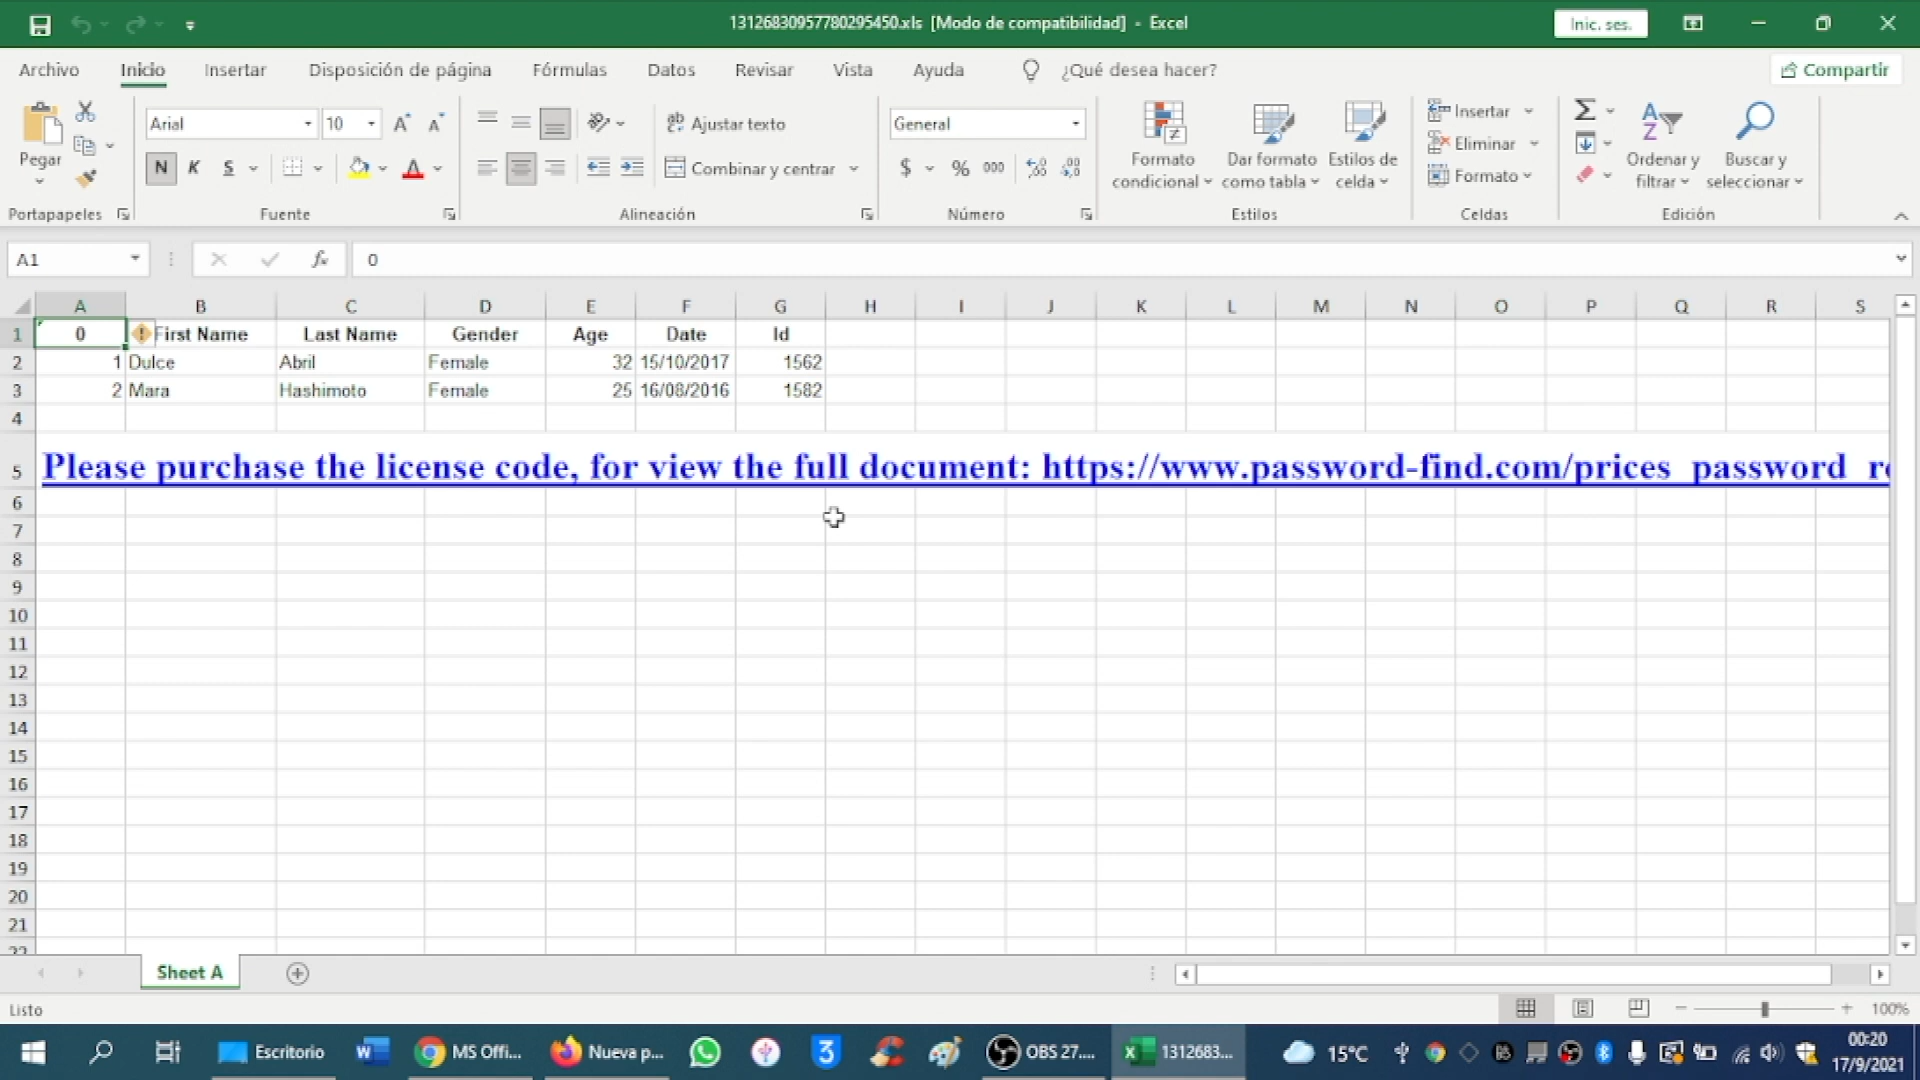 13126830957780295450.xls [Modo de compatibilidad] - Excel
Inic. ses.
Archivo Inicio Insertar Disposición de página Fórmulas Datos Revisar Vista Ayuda ¿Qué desea hacer? Compartir
Pegar
Portapapeles
Arial 10
N K S A
Fuente
Ajustar texto
Combinar y centrar
Alineación
General
$ % 000
Número
Formato condicional
Dar formato como tabla
Estilos de celda
Estilos
Insertar
Eliminar
Formato
Celdas
Ordenar y filtrar
Buscar y seleccionar
Edición
A1 fx 0
A B C D E F G H I J K L M N O P Q R S
1 0 First Name Last Name Gender Age Date Id
2 1 Dulce Abril Female 32 15/10/2017 1562
3 2 Mara Hashimoto Female 25 16/08/2016 1582
4
5 Please purchase the license code, for view the full document: https://www.password-find.com/prices_password_re
6
7
8
9
10
11
12
13
14
15
16
17
18
19
20
21
22
Sheet A
Listo 100%
Escritorio MS Offi... Nueva p... OBS 27.... 1312683... 15°C 00:20
17/9/2021